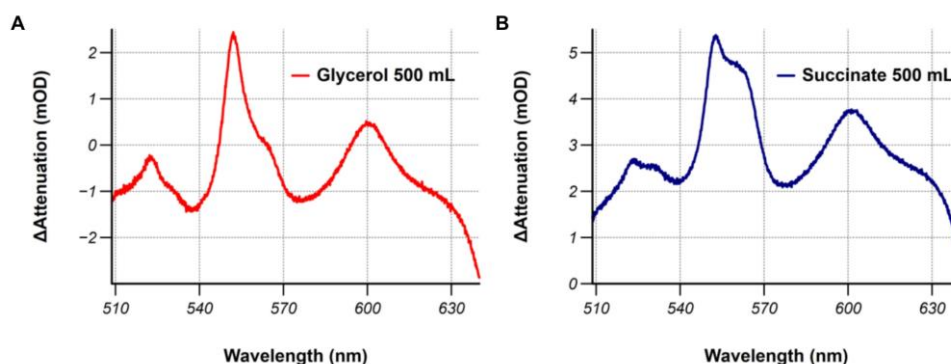 A
B
ΔAttenuation (mOD)
2
1
0
−1
−2
Glycerol 500 mL
510
540
570
600
630
Wavelength (nm)
ΔAttenuation (mOD)
5
4
3
2
1
0
Succinate 500 mL
510
540
570
600
630
Wavelength (nm)